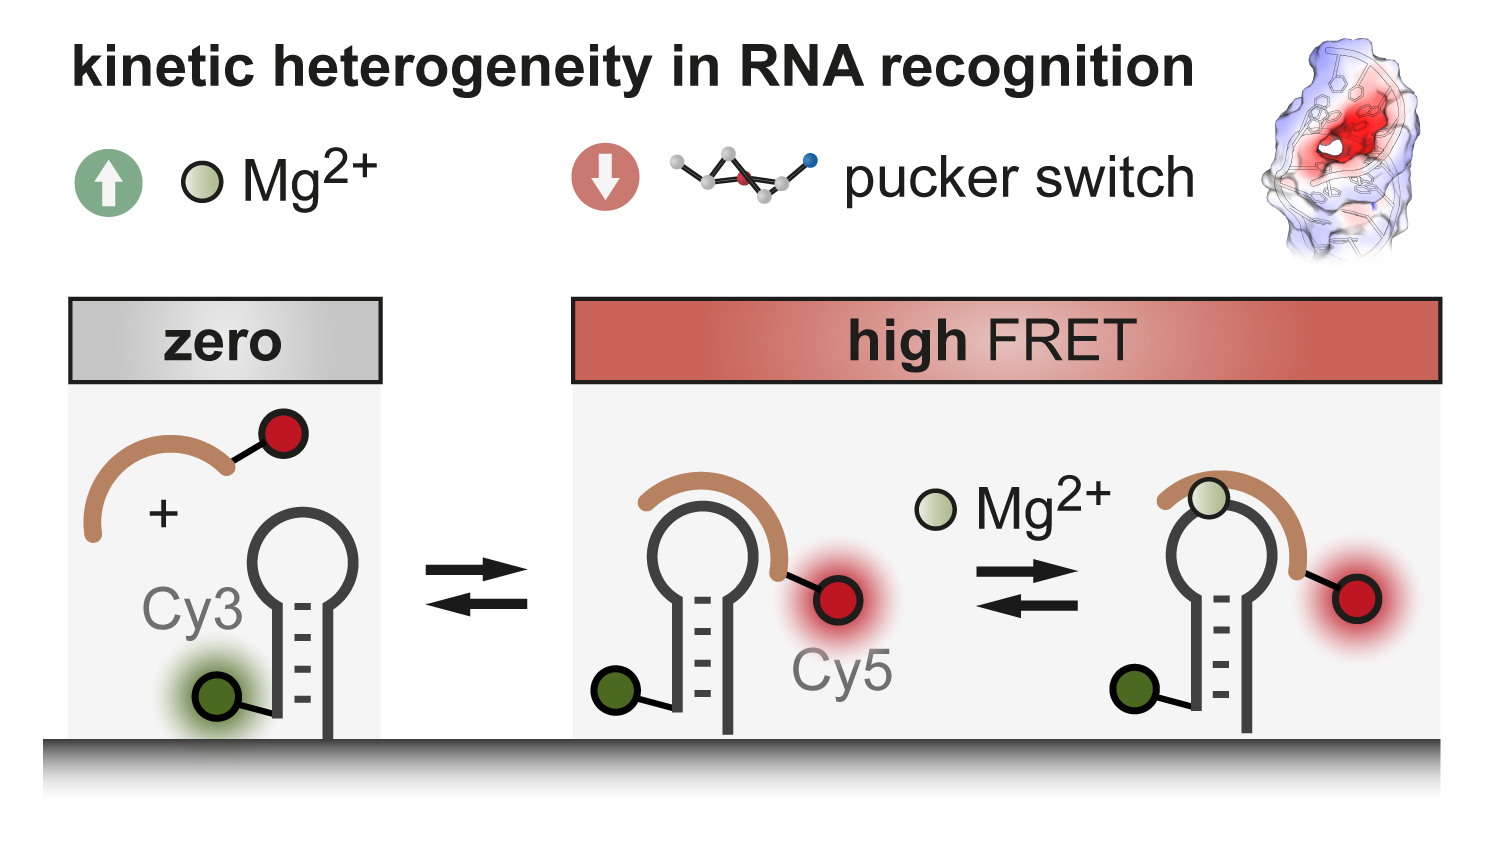 kinetic heterogeneity in RNA recognition
Mg2+
pucker switch
zero
high FRET
+
Cy3
Mg2+
Cy5